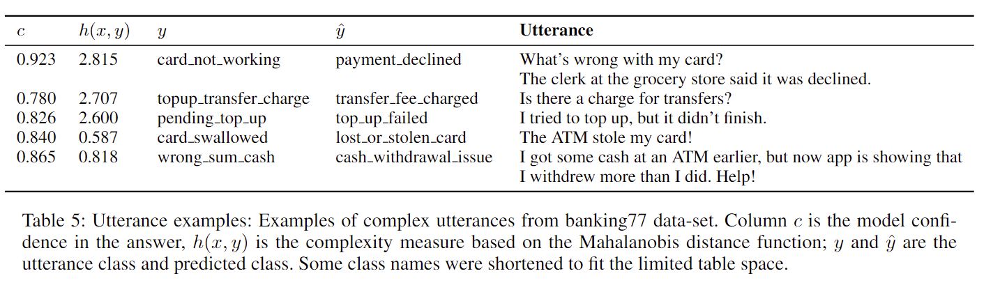 c h(x, y) y ŷ Utterance
0.923 2.815 card_not_working payment_declined What's wrong with my card?
The clerk at the grocery store said it was declined.
0.780 2.707 topup_transfer_charge transfer_fee_charged Is there a charge for transfers?
0.826 2.600 pending_top_up top_up_failed I tried to top up, but it didn't finish.
0.840 0.587 card_swallowed lost_or_stolen_card The ATM stole my card!
0.865 0.818 wrong_sum_cash cash_withdrawal_issue I got some cash at an ATM earlier, but now app is showing that
I withdrew more than I did. Help!
Table 5: Utterance examples: Examples of complex utterances from banking77 data-set. Column c is the model confi-
dence in the answer, h(x, y) is the complexity measure based on the Mahalanobis distance function; y and ŷ are the
utterance class and predicted class. Some class names were shortened to fit the limited table space.